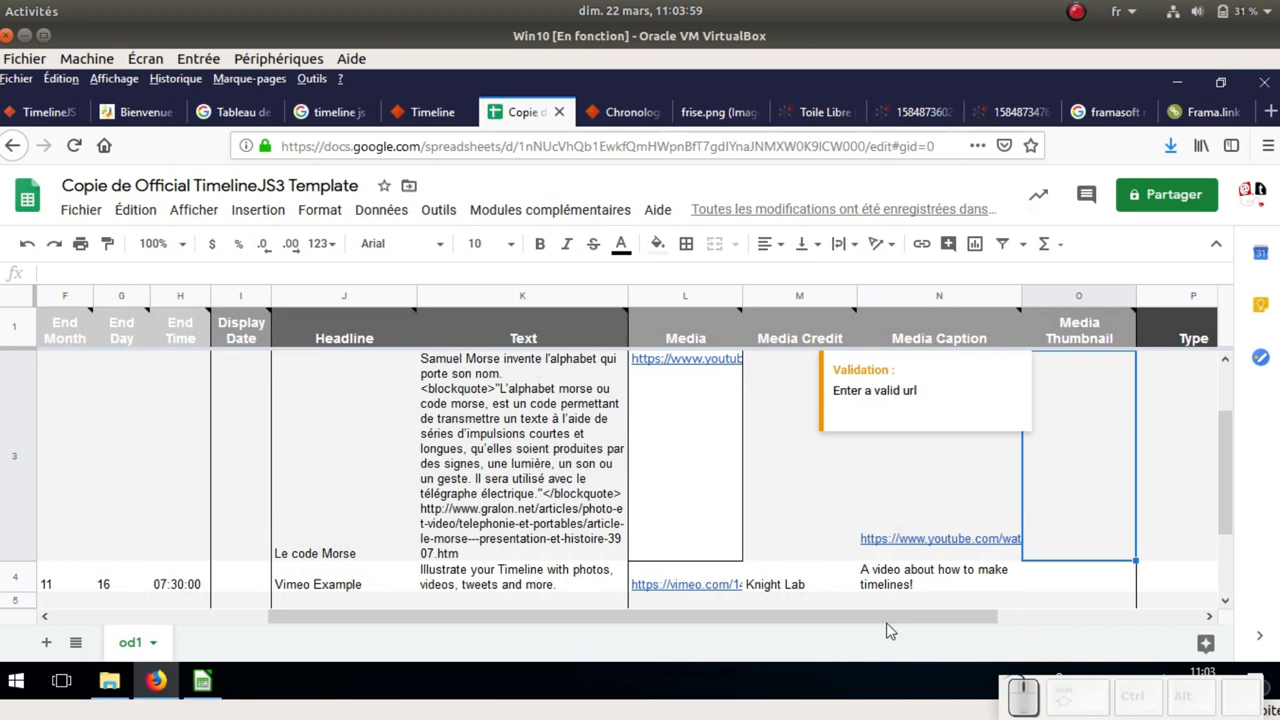 Activités
dim. 22 mars, 11:03:59
fr
31 %
Win10 [En fonction] - Oracle VM VirtualBox
Fichier Machine Écran Entrée Périphériques Aide
Fichier Édition Affichage Historique Marque-pages Outils ?
TimelineJS Bienvenue Tableau de timeline js Timeline Copie d Chronolog frise.png (Imag Toile Libre 1584873602 1584873476 framasoft Frama.link
https://docs.google.com/spreadsheets/d/1nNUcVhQb1EwkfQmHWpnBfT7gdIYnaJNMXW0K9lCW000/edit#gid=0
Copie de Official TimelineJS3 Template
Partager
Fichier Édition Afficher Insertion Format Données Outils Modules complémentaires Aide
Toutes les modifications ont été enregistrées dans...
100% $ % .0 .00 123 Arial 10 B I S A
31
fx
F G H I J K L M N O P
1
End Month
End Day
End Time
Display Date
Headline
Text
Media
Media Credit
Media Caption
Media Thumbnail
Type
3
Le code Morse
Samuel Morse invente l'alphabet qui
porte son nom.
<blockquote>"L'alphabet morse ou
code morse, est un code permettant
de transmettre un texte à l'aide de
séries d'impulsions courtes et
longues, qu'elles soient produites par
des signes, une lumière, un son ou
un geste. Il sera utilisé avec le
télégraphe électrique."</blockquote>
http://www.gralon.net/articles/photo-e
t-video/telephonie-et-portables/article-
le-morse---presentation-et-histoire-39
07.htm
https://www.youtub
Validation :
Enter a valid url
https://www.youtube.com/wat
4
11
16
07:30:00
Vimeo Example
Illustrate your Timeline with photos,
videos, tweets and more.
https://vimeo.com/14
Knight Lab
A video about how to make
timelines!
5
od1
11:03
Shift
Ctrl
Alt